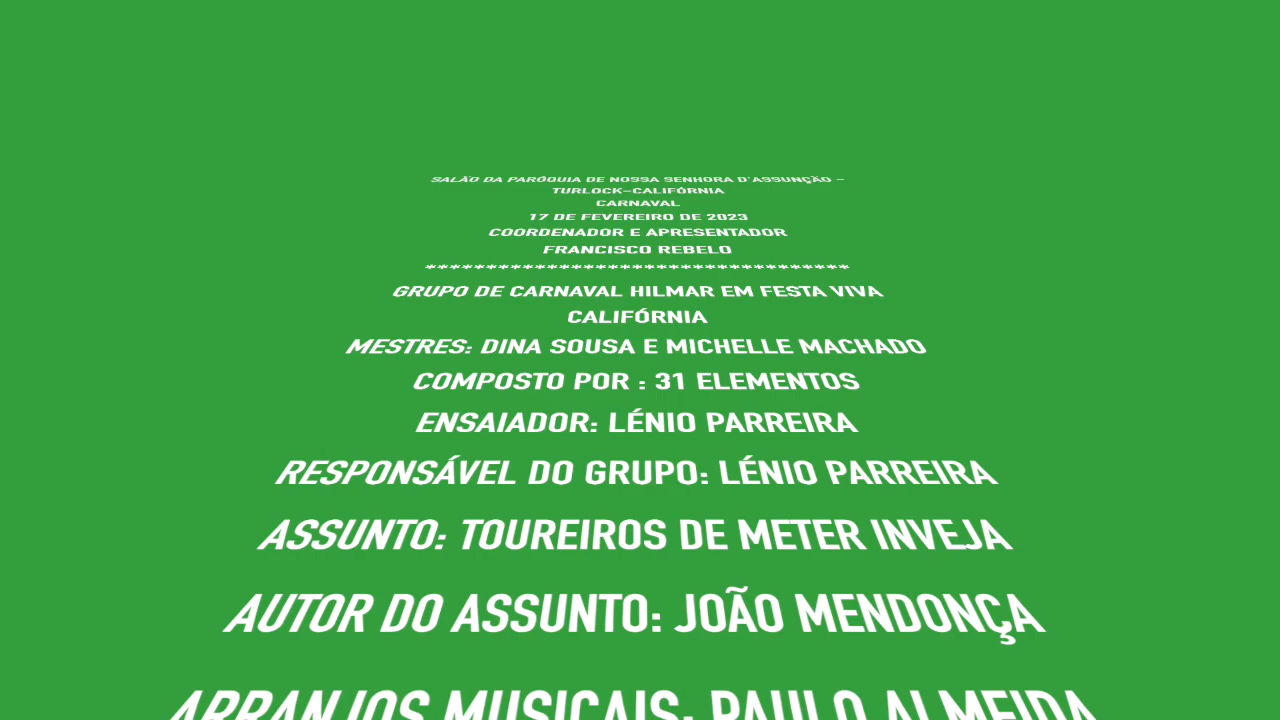 SALÃO DA PARÓQUIA DE NOSSA SENHORA D'ASSUNÇÃO -
TURLOCK-CALIFÓRNIA
CARNAVAL
17 DE FEVEREIRO DE 2023
COORDENADOR E APRESENTADOR
FRANCISCO REBELO
***********************************
GRUPO DE CARNAVAL HILMAR EM FESTA VIVA
CALIFÓRNIA
MESTRES: DINA SOUSA E MICHELLE MACHADO
COMPOSTO POR : 31 ELEMENTOS
ENSAIADOR: LÉNIO PARREIRA
RESPONSÁVEL DO GRUPO: LÉNIO PARREIRA
ASSUNTO: TOUREIROS DE METER INVEJA
AUTOR DO ASSUNTO: JOÃO MENDONÇA
ARRANJOS MUSICAIS: PAULO ALMEIDA